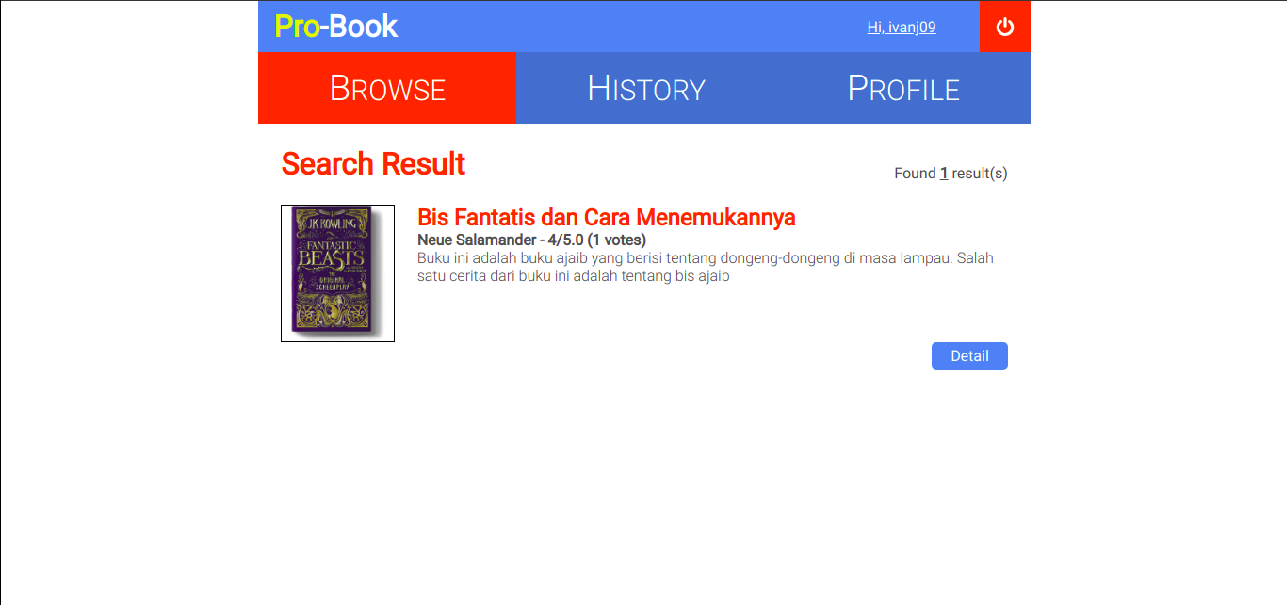 Pro-Book
Hi, ivanj09
BROWSE
HISTORY
PROFILE
Search Result
Found 1 result(s)
J.K. ROWLING
FANTASTIC
BEASTS
THE
ORIGINAL
SCREENPLAY
Bis Fantatis dan Cara Menemukannya
Neue Salamander - 4/5.0 (1 votes)
Buku ini adalah buku ajaib yang berisi tentang dongeng-dongeng di masa lampau. Salah
satu cerita dari buku ini adalah tentang bis ajaib
Detail